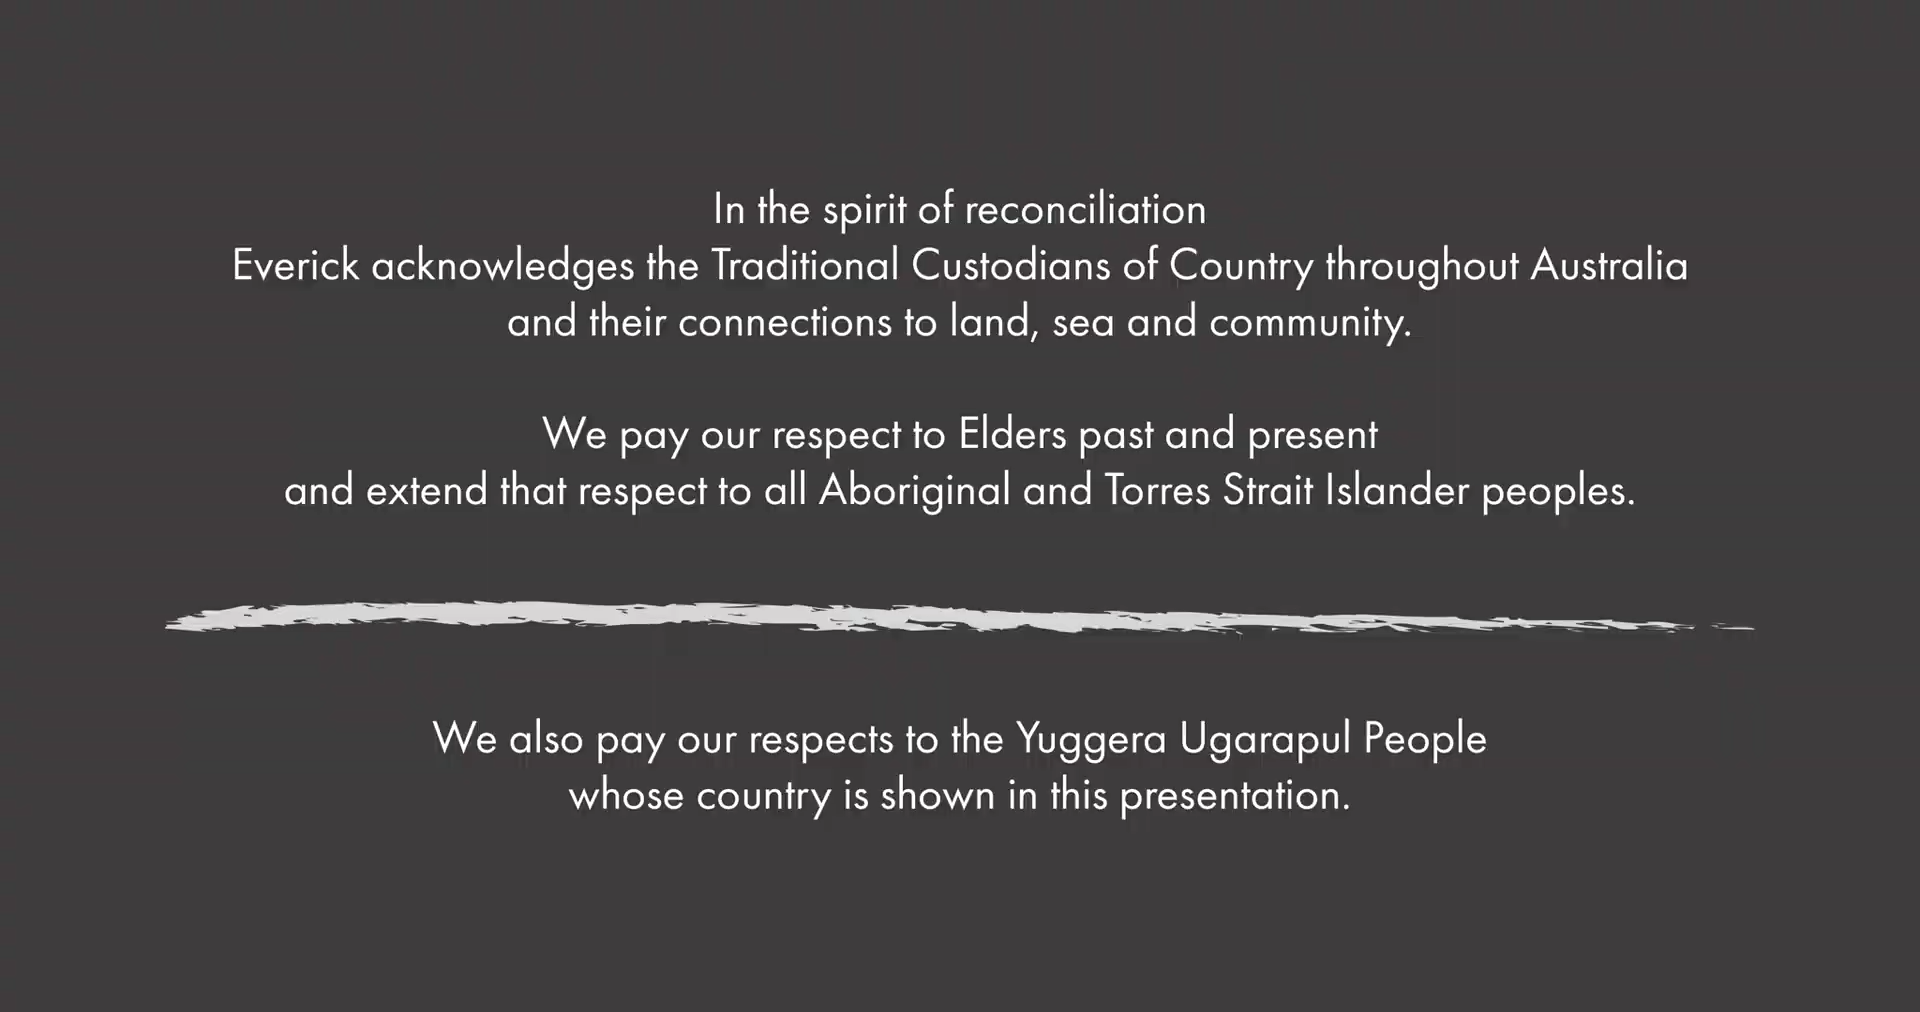 In the spirit of reconciliation
Everick acknowledges the Traditional Custodians of Country throughout Australia
and their connections to land, sea and community.
We pay our respect to Elders past and present
and extend that respect to all Aboriginal and Torres Strait Islander peoples.
We also pay our respects to the Yuggera Ugarapul People
whose country is shown in this presentation.